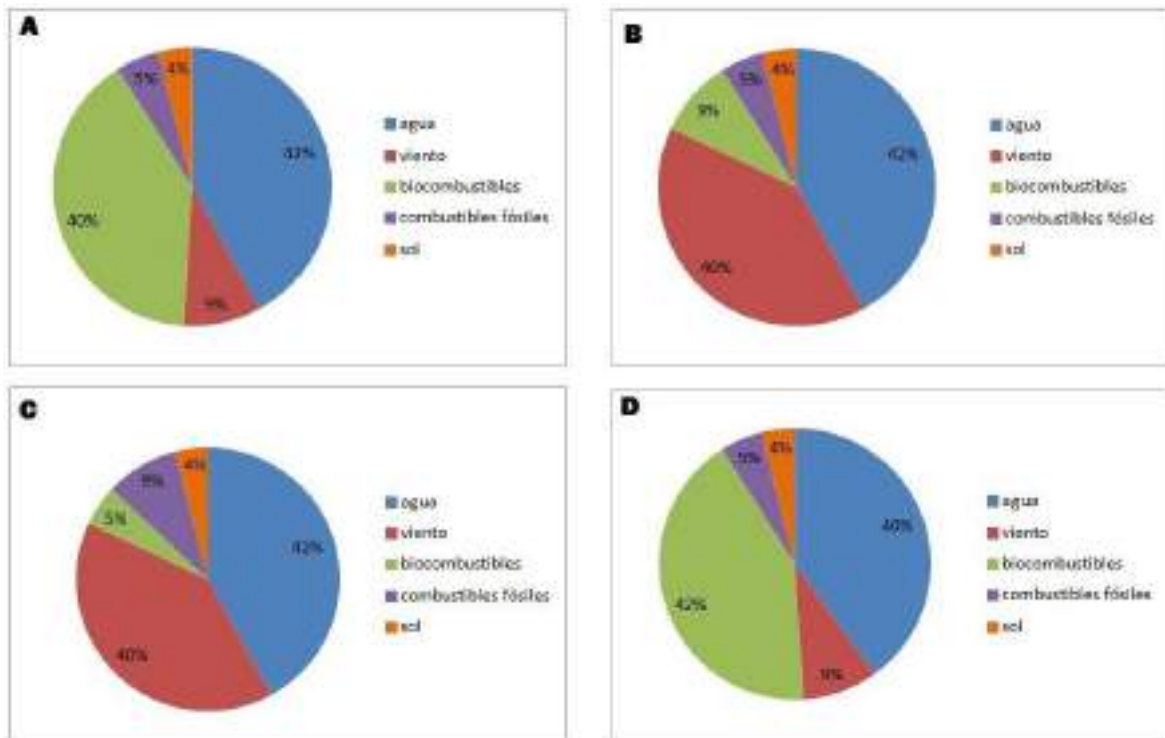 A
5%
4%
42%
40%
9%
agua
viento
biocombustibles
combustibles fósiles
sol
B
9%
5%
4%
42%
40%
agua
viento
biocombustibles
combustibles fósiles
sol
C
5%
9%
4%
42%
40%
agua
viento
biocombustibles
combustibles fósiles
sol
D
5%
4%
40%
42%
9%
agua
viento
biocombustibles
combustibles fósiles
sol